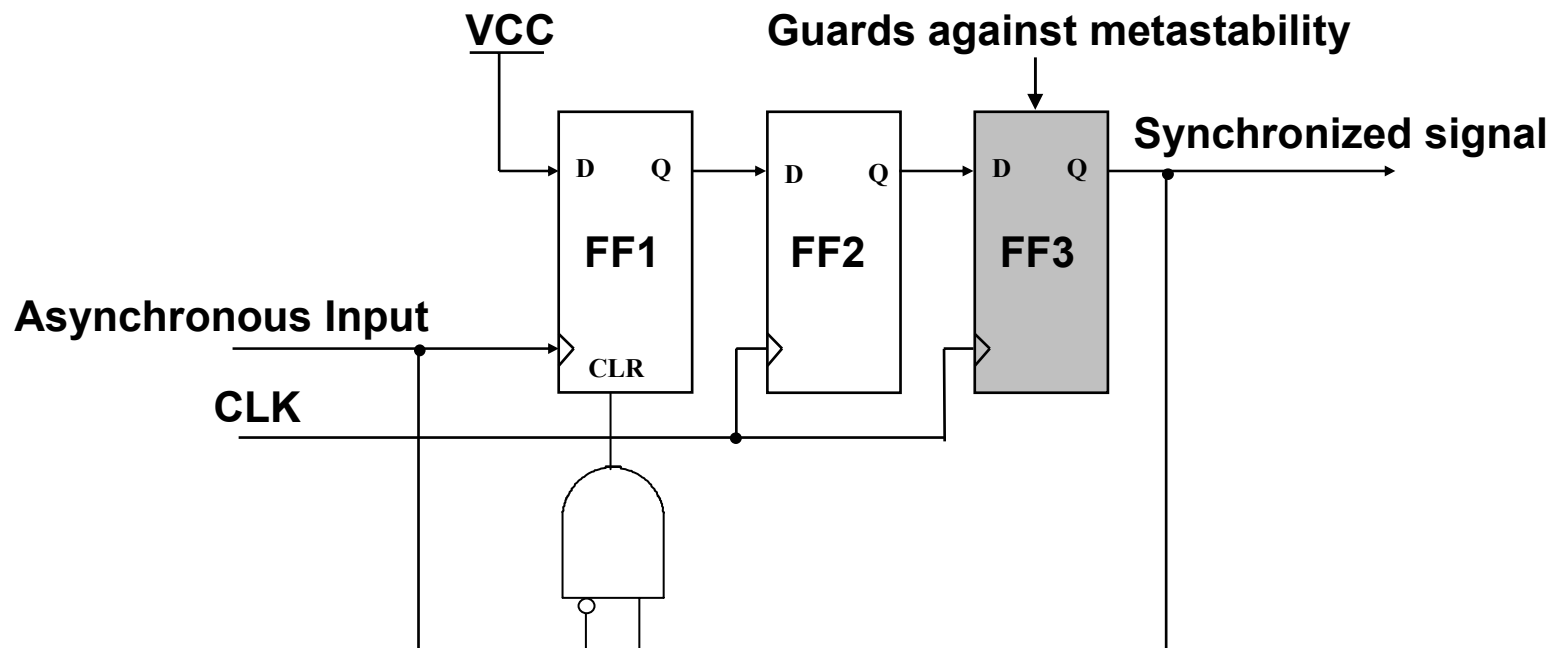 VCC
Guards against metastability
Synchronized signal
D Q
D Q
D Q
FF1
FF2
FF3
Asynchronous Input
CLR
CLK